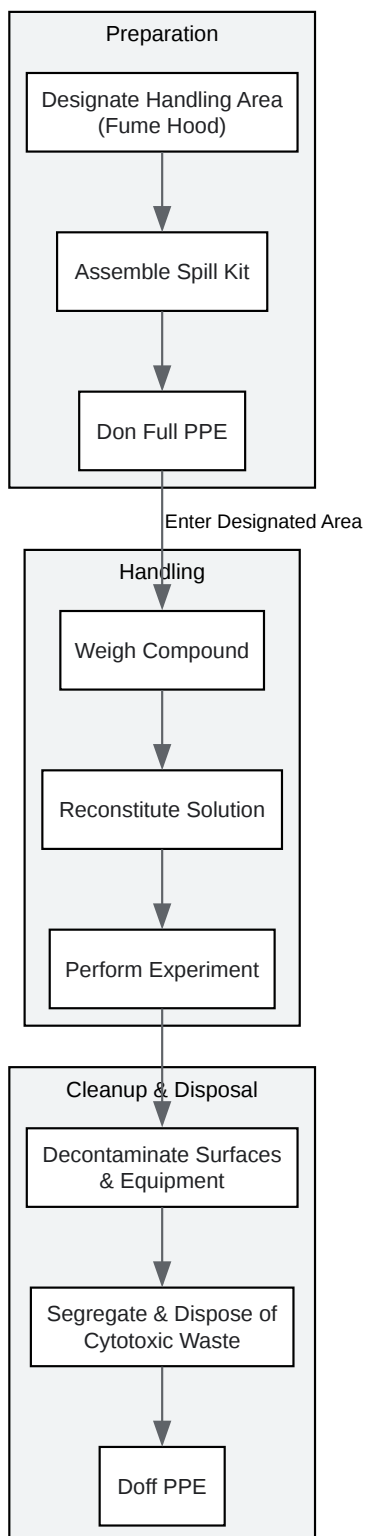 Preparation
Designate Handling Area
(Fume Hood)
Assemble Spill Kit
Don Full PPE
Enter Designated Area
Handling
Weigh Compound
Reconstitute Solution
Perform Experiment
Cleanup & Disposal
Decontaminate Surfaces
& Equipment
Segregate & Dispose of
Cytotoxic Waste
Doff PPE